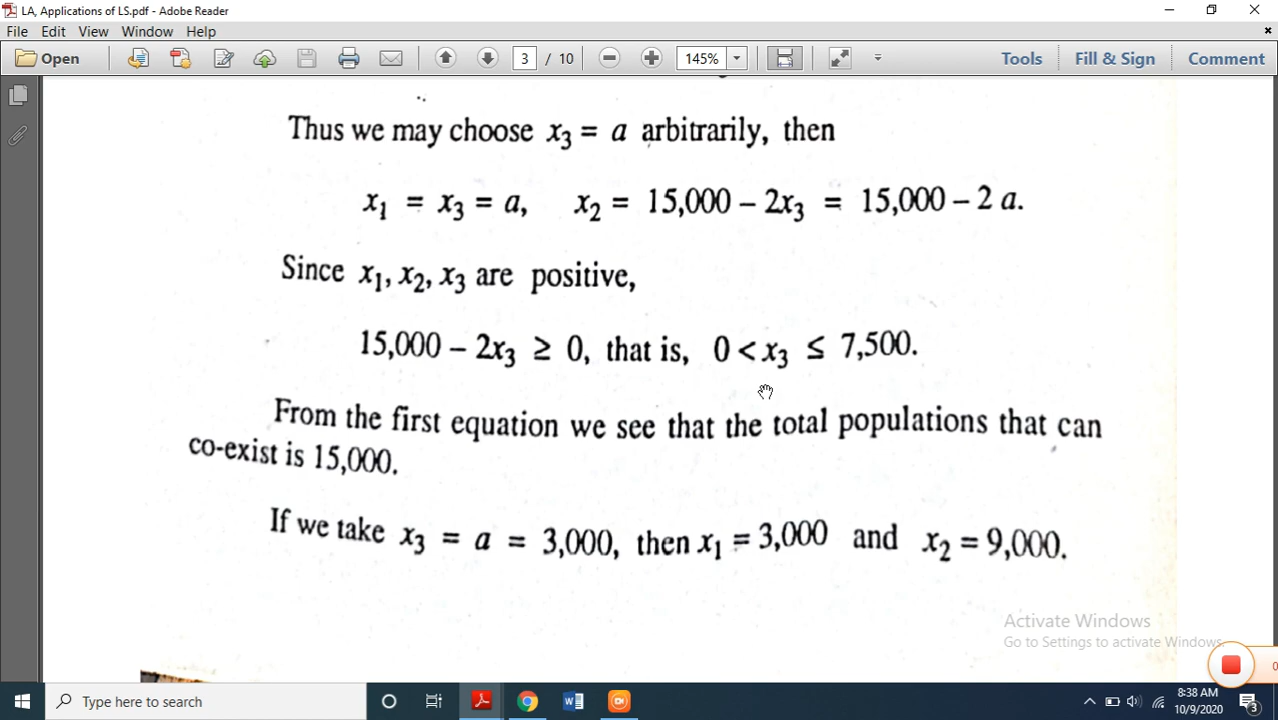 LA, Applications of LS.pdf - Adobe Reader
File Edit View Window Help
Open 3 / 10 145% Tools Fill & Sign Comment
Thus we may choose x₃ = a arbitrarily, then
x₁ = x₃ = a, x₂ = 15,000 – 2x₃ = 15,000 – 2 a.
Since x₁, x₂, x₃ are positive,
15,000 – 2x₃ ≥ 0, that is, 0 < x₃ ≤ 7,500.
From the first equation we see that the total populations that can
co-exist is 15,000.
If we take x₃ = a = 3,000, then x₁ = 3,000 and x₂ = 9,000.
Activate Windows
Go to Settings to activate Windows.
Type here to search
8:38 AM
10/9/2020
3